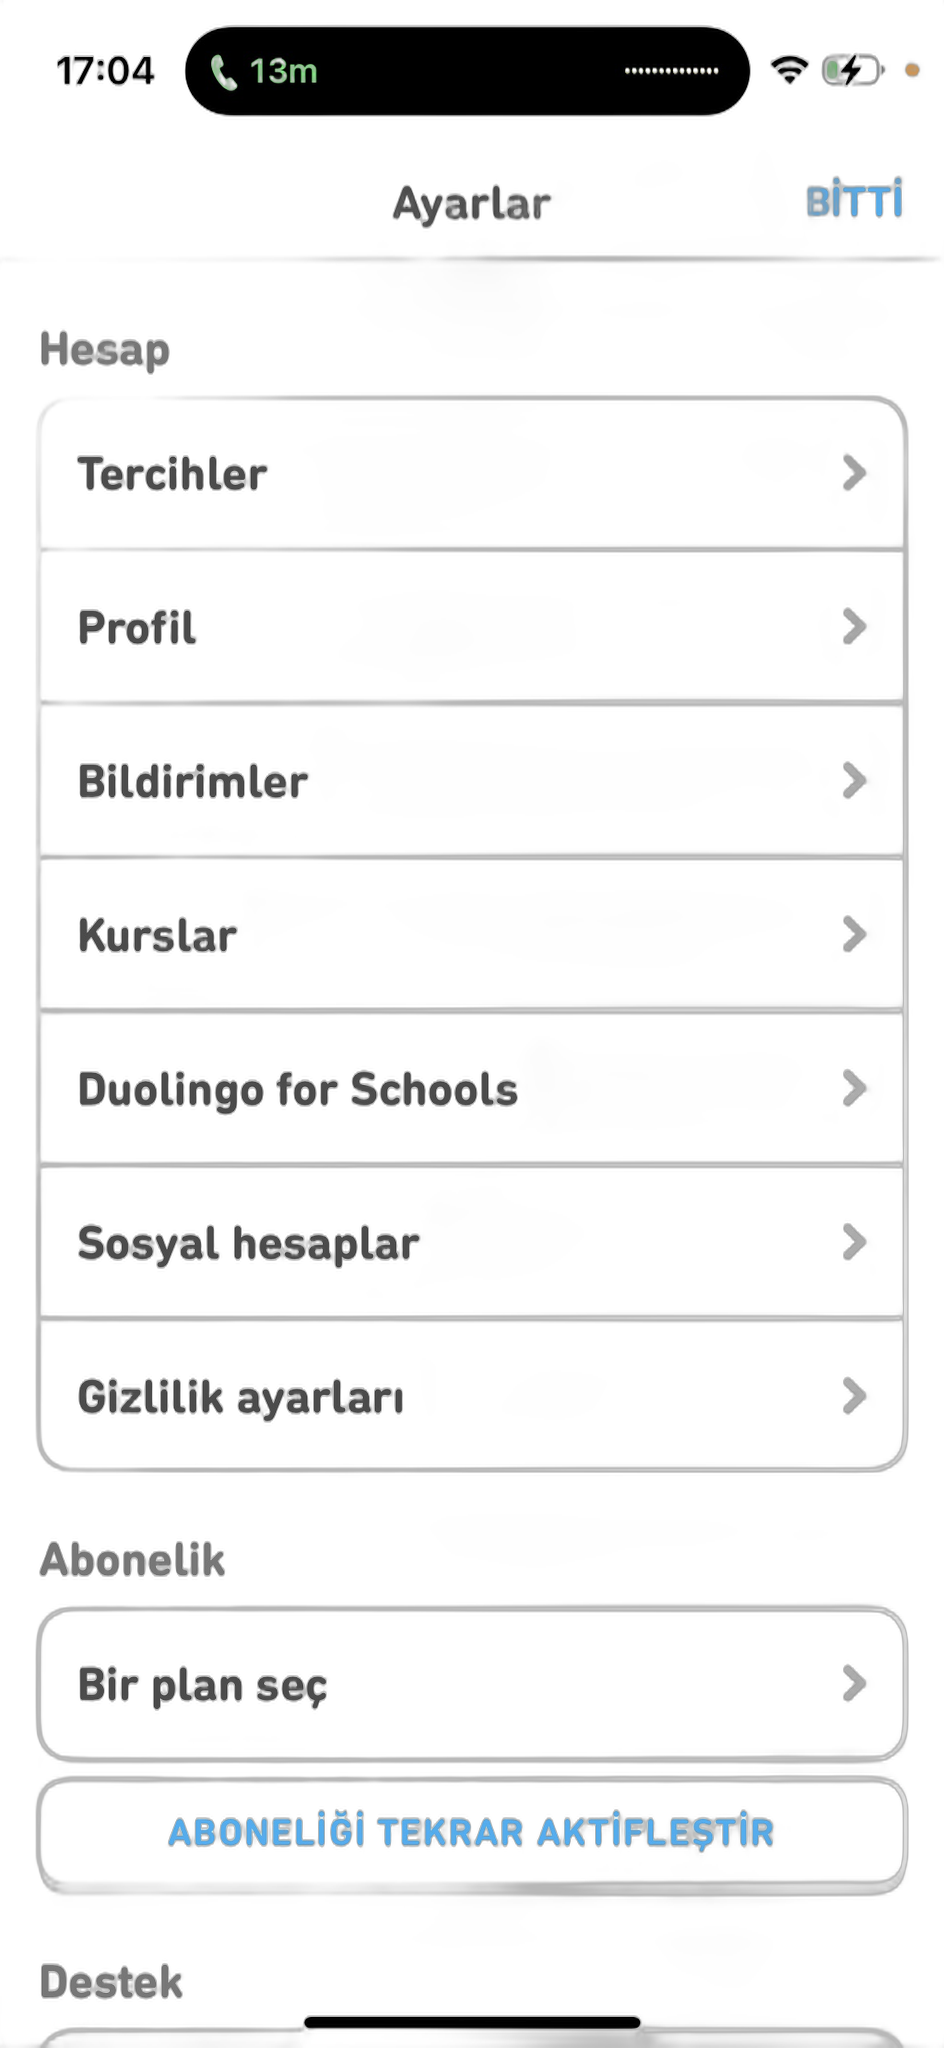 17:04
13m
Ayarlar
BİTTİ
Hesap
Tercihler
Profil
Bildirimler
Kurslar
Duolingo for Schools
Sosyal hesaplar
Gizlilik ayarları
Abonelik
Bir plan seç
ABONELİĞİ TEKRAR AKTİFLEŞTİR
Destek